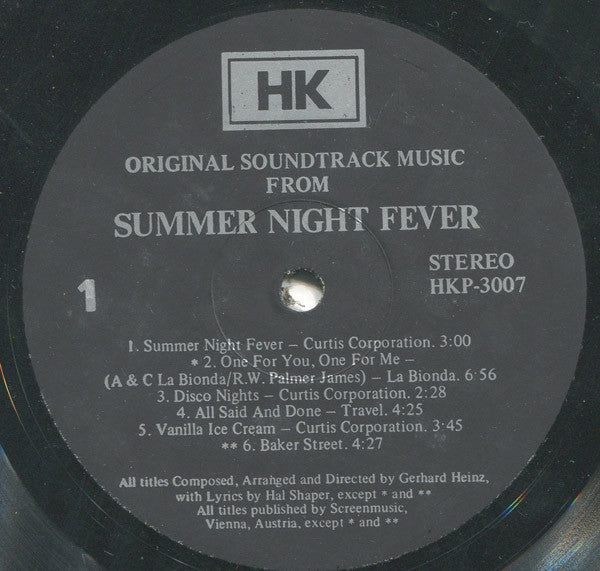 HK
ORIGINAL SOUNDTRACK MUSIC
FROM
SUMMER NIGHT FEVER
STEREO
HKP-3007
1
1. Summer Night Fever – Curtis Corporation. 3:00
* 2. One For You, One For Me –
(A & C La Bionda/R.W. Palmer James) – La Bionda. 6:56
3. Disco Nights – Curtis Corporation. 2:28
4. All Said And Done – Travel. 4:25
5. Vanilla Ice Cream – Curtis Corporation. 3:45
** 6. Baker Street. 4:27
All titles Composed, Arranged and Directed by Gerhard Heinz,
with Lyrics by Hal Shaper, except * and **
All titles published by Screenmusic,
Vienna, Austria, except * and **